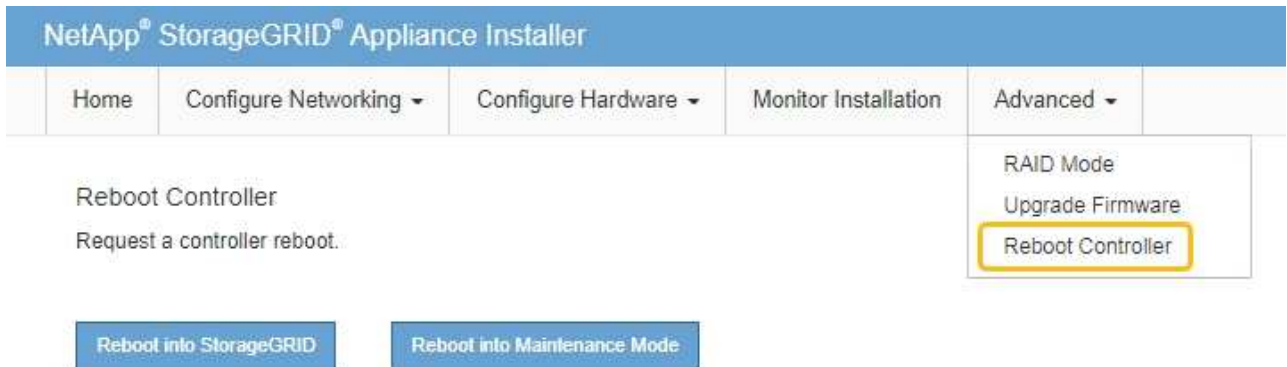 NetApp® StorageGRID® Appliance Installer
Home Configure Networking Configure Hardware Monitor Installation Advanced
RAID Mode
Upgrade Firmware
Reboot Controller
Reboot Controller
Request a controller reboot.
Reboot into StorageGRID Reboot into Maintenance Mode